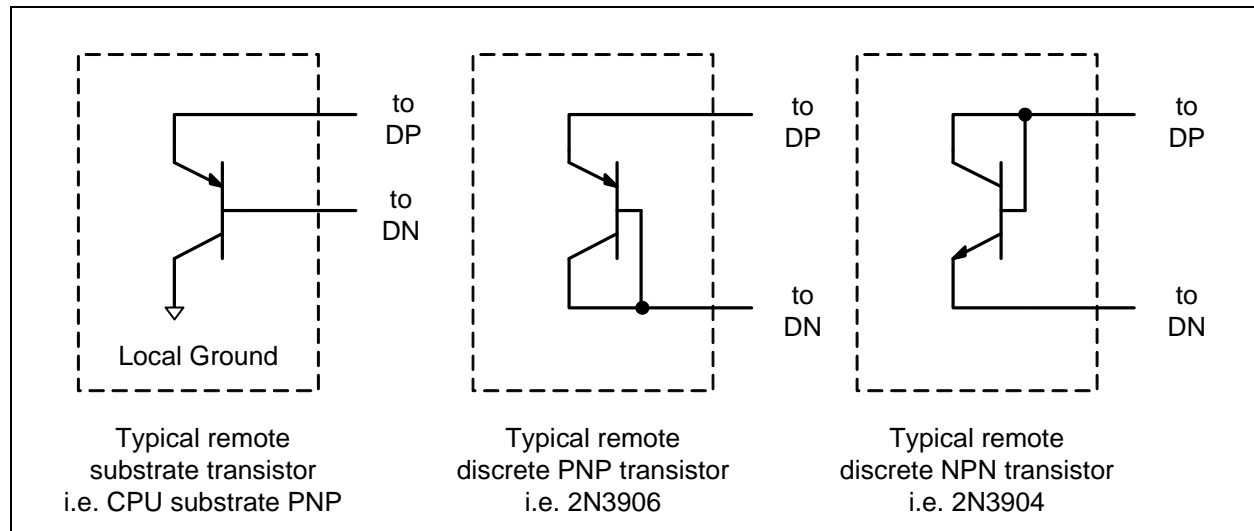 to
DP
to
DN
Local Ground
Typical remote
substrate transistor
i.e. CPU substrate PNP
to
DP
to
DN
Typical remote
discrete PNP transistor
i.e. 2N3906
to
DP
to
DN
Typical remote
discrete NPN transistor
i.e. 2N3904